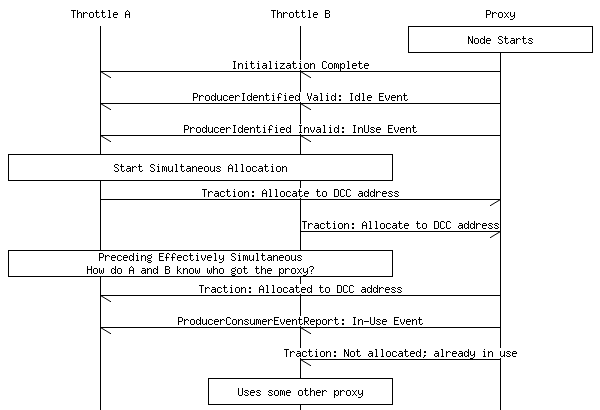 Throttle A Throttle B Proxy
Node Starts
Initialization Complete
ProducerIdentified Valid: Idle Event
ProducerIdentified Invalid: InUse Event
Start Simultaneous Allocation
Traction: Allocate to DCC address
Traction: Allocate to DCC address
Preceding Effectively Simultaneous
How do A and B know who got the proxy?
Traction: Allocated to DCC address
ProducerConsumerEventReport: In-Use Event
Traction: Not allocated; already in use
Uses some other proxy